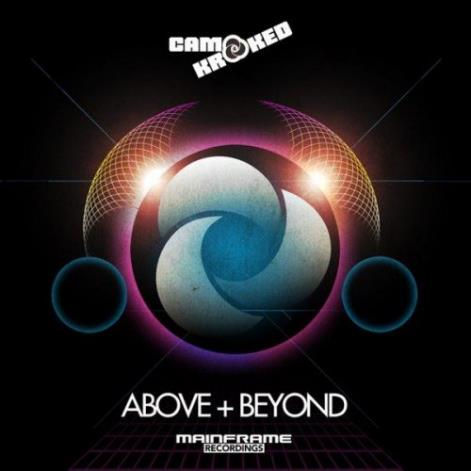 CAMO
KROOKED
ABOVE + BEYOND
MAINFRAME
RECORDINGS